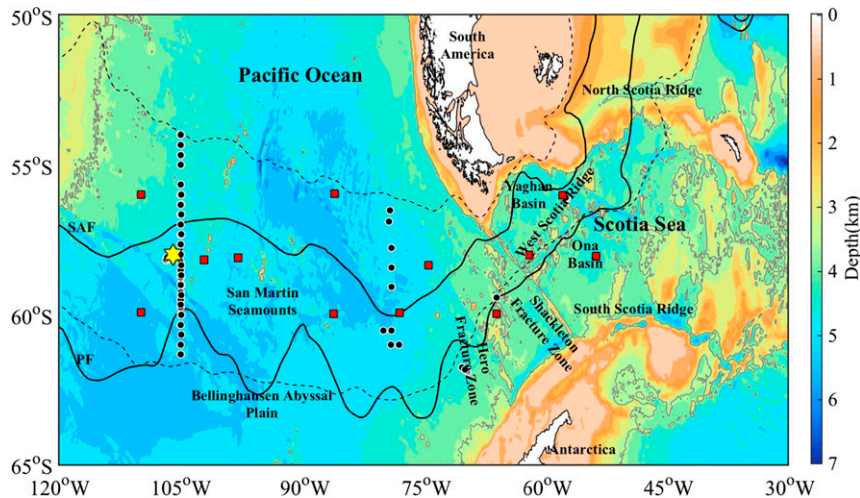 50°S
55°S
60°S
65°S
120°W
105°W
90°W
75°W
60°W
45°W
30°W
Pacific Ocean
South
America
North Scotia Ridge
Yaghan
Basin
West Scotia Ridge
Scotia Sea
Ona
Basin
SAF
San Martin
Seamounts
South Scotia Ridge
Shackleton
Fracture Zone
Hero
Fracture Zone
PF
Bellinghausen Abyssal
Plain
Antarctica
0
1
2
3
4
5
6
7
Depth(km)